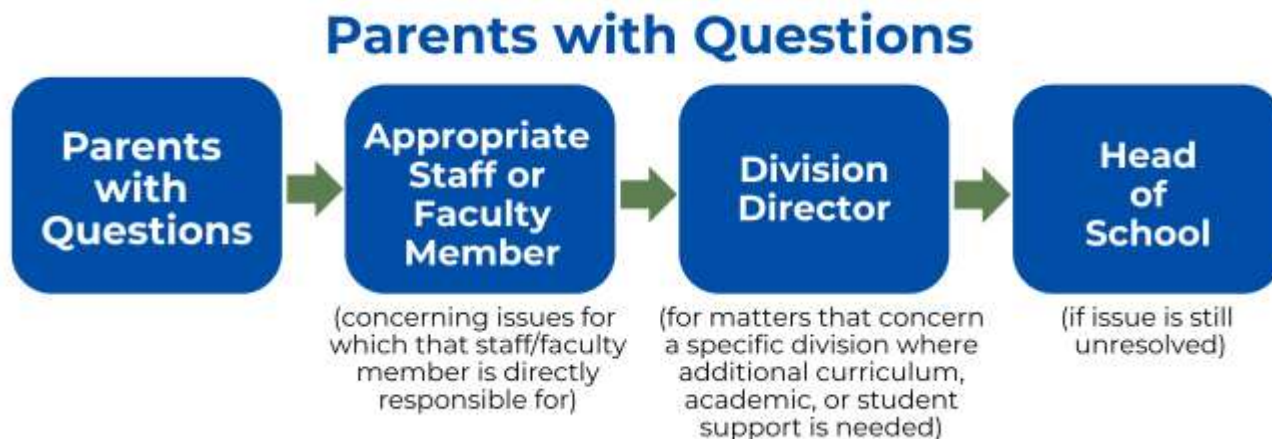 Parents with Questions
Parents
with
Questions
Appropriate
Staff or
Faculty
Member
(concerning issues for
which that staff/faculty
member is directly
responsible for)
Division
Director
(for matters that concern
a specific division where
additional curriculum,
academic, or student
support is needed)
Head
of
School
(if issue is still
unresolved)